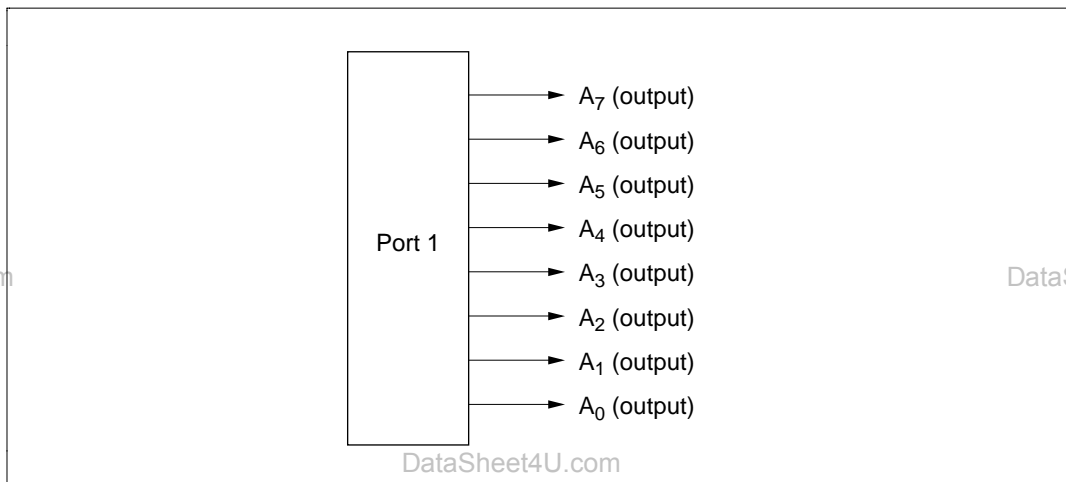 A7 (output)
A6 (output)
A5 (output)
A4 (output)
Port 1
A3 (output)
A2 (output)
A1 (output)
A0 (output)
DataSheet4U.com